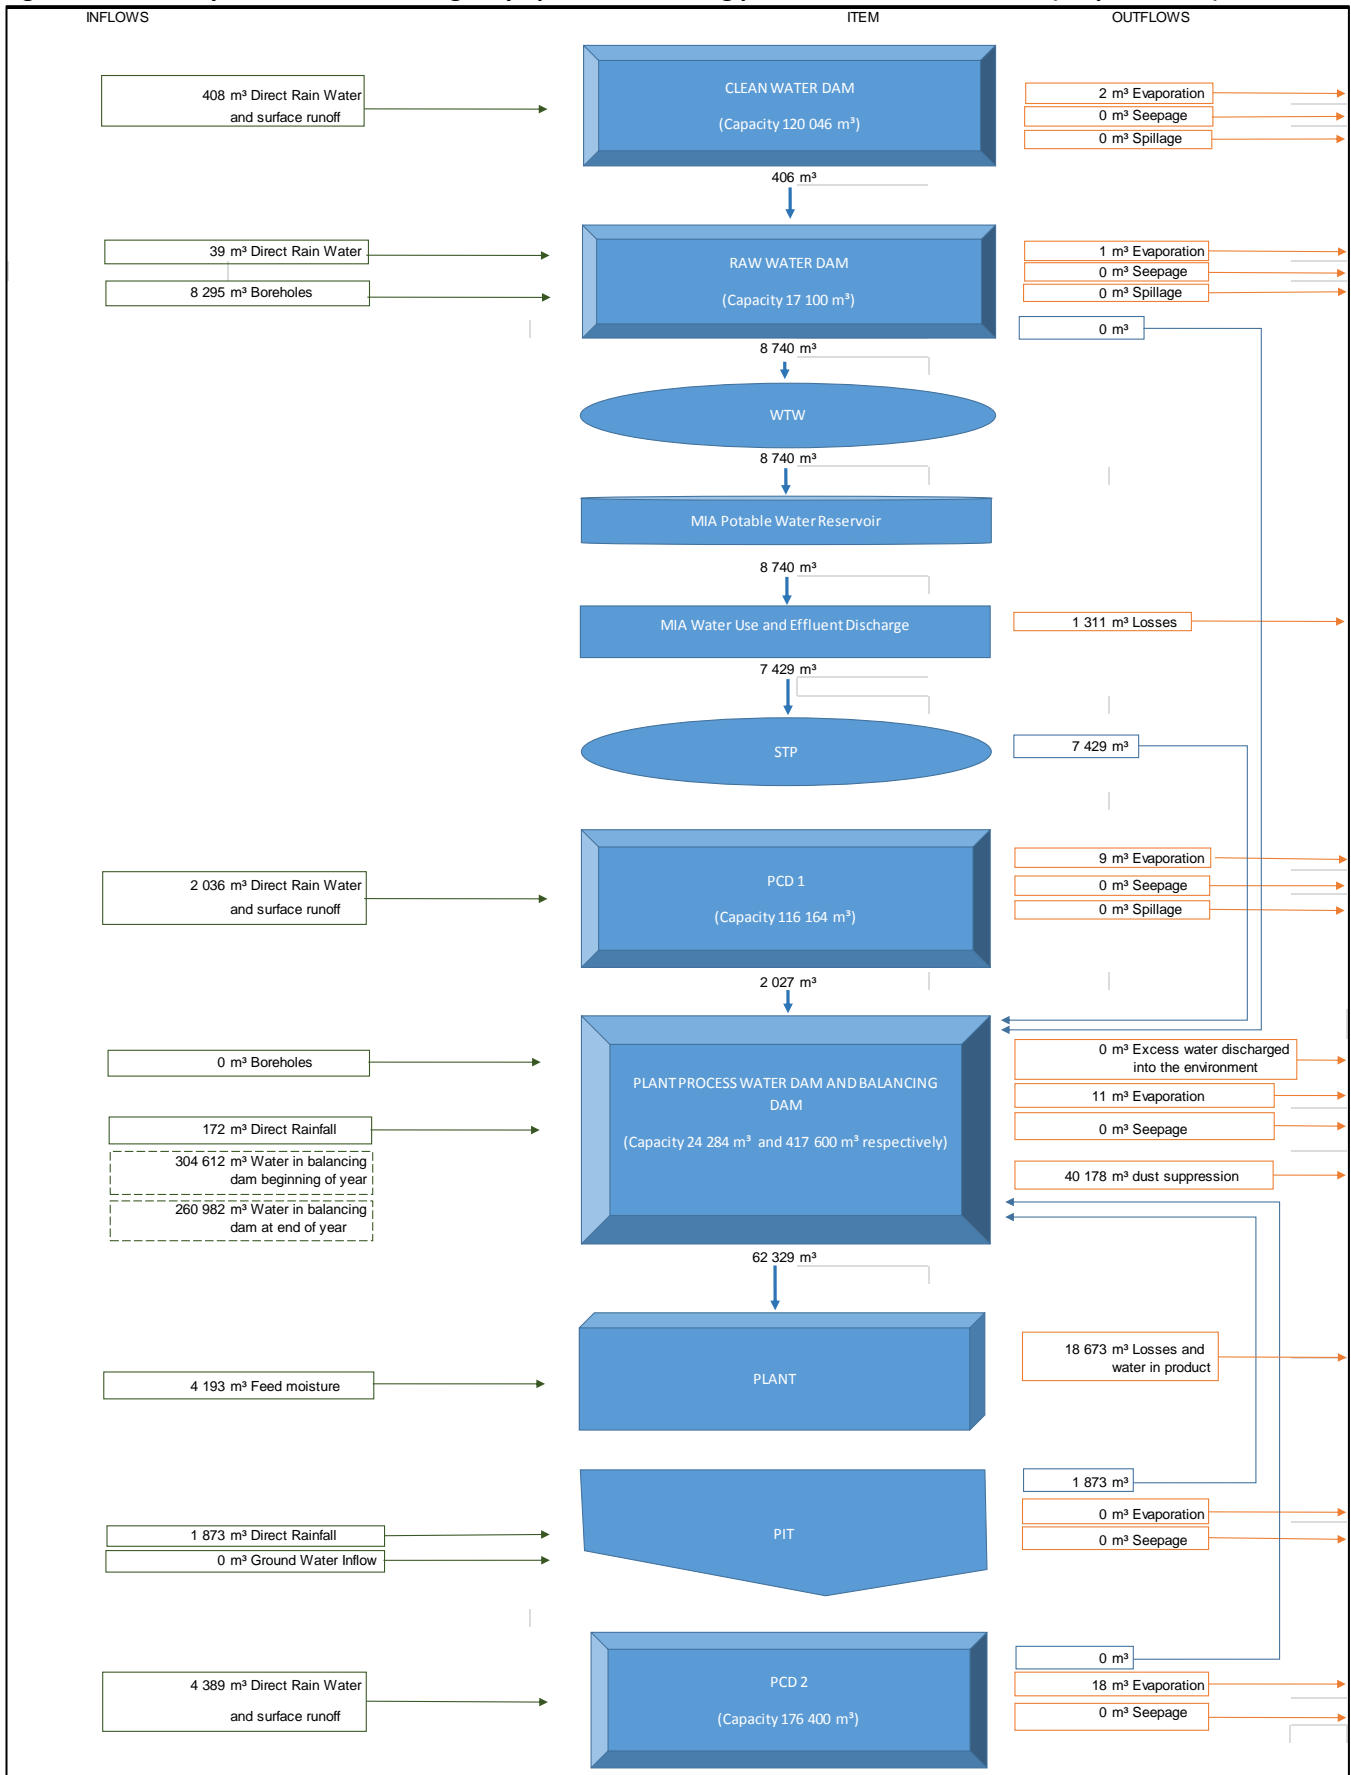 INFLOWS
ITEM
OUTFLOWS
408 m³ Direct Rain Water
and surface runoff
CLEAN WATER DAM
(Capacity 120 046 m³)
2 m³ Evaporation
0 m³ Seepage
0 m³ Spillage
406 m³
39 m³ Direct Rain Water
8 295 m³ Boreholes
RAW WATER DAM
(Capacity 17 100 m³)
1 m³ Evaporation
0 m³ Seepage
0 m³ Spillage
0 m³
8 740 m³
WTW
8 740 m³
MIA Potable Water Reservoir
8 740 m³
MIA Water Use and Effluent Discharge
1 311 m³ Losses
7 429 m³
STP
7 429 m³
2 036 m³ Direct Rain Water
and surface runoff
PCD 1
(Capacity 116 164 m³)
9 m³ Evaporation
0 m³ Seepage
0 m³ Spillage
2 027 m³
0 m³ Boreholes
172 m³ Direct Rainfall
304 612 m³ Water in balancing
dam beginning of year
260 982 m³ Water in balancing
dam at end of year
PLANT PROCESS WATER DAM AND BALANCING
DAM
(Capacity 24 284 m³ and 417 600 m³ respectively)
0 m³ Excess water discharged
into the environment
11 m³ Evaporation
0 m³ Seepage
40 178 m³ dust suppression
62 329 m³
4 193 m³ Feed moisture
PLANT
18 673 m³ Losses and
water in product
1 873 m³ Direct Rainfall
0 m³ Ground Water Inflow
PIT
1 873 m³
0 m³ Evaporation
0 m³ Seepage
4 389 m³ Direct Rain Water
and surface runoff
PCD 2
(Capacity 176 400 m³)
0 m³
18 m³ Evaporation
0 m³ Seepage